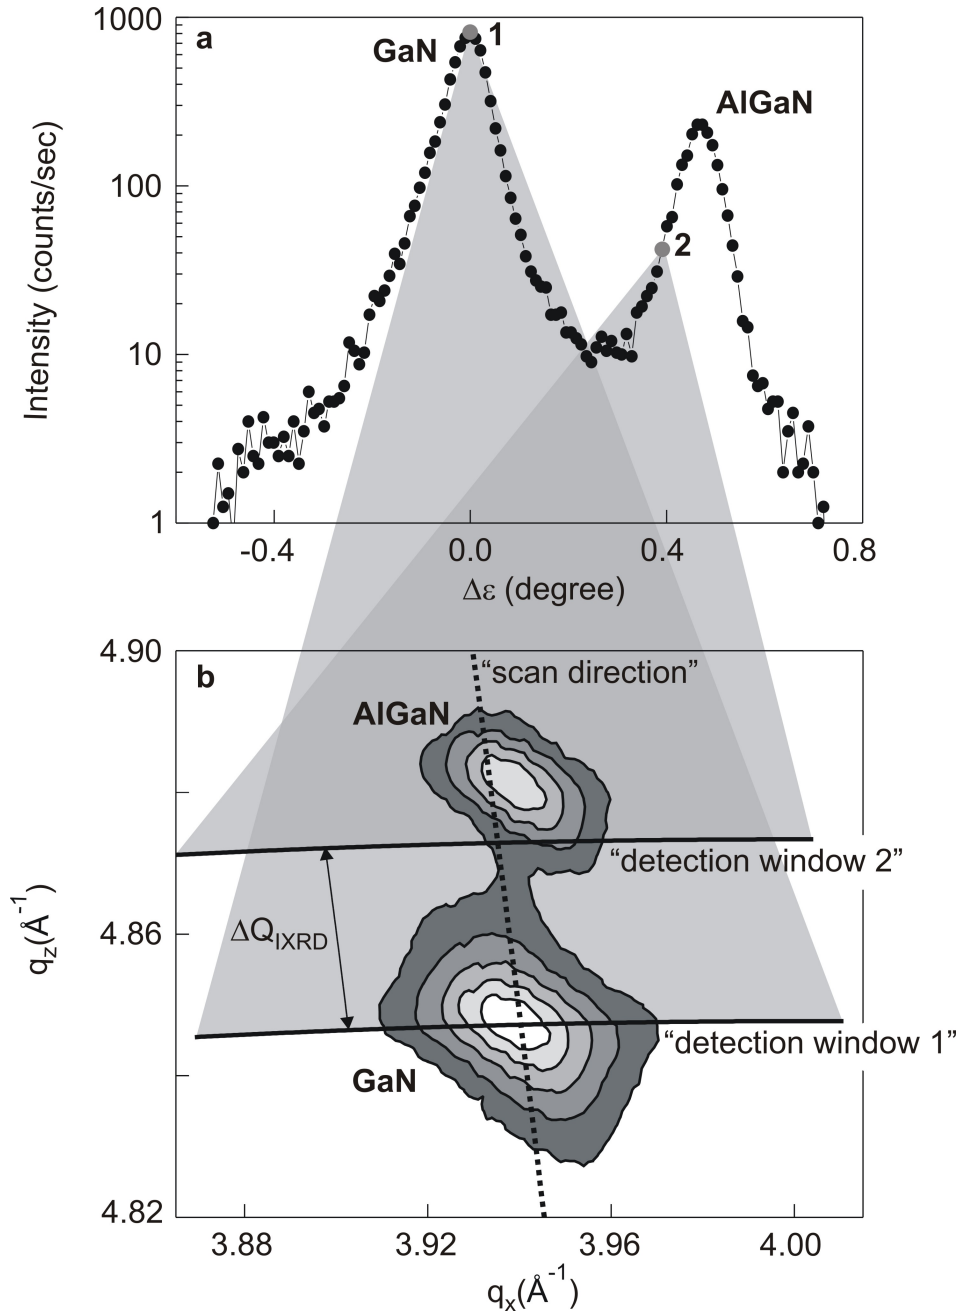 1000
a
GaN
1
AlGaN
100
2
10
1
Intensity (counts/sec)
-0.4
0.0
0.4
0.8
Δε (degree)
4.90
b
“scan direction”
AlGaN
“detection window 2”
ΔQIXRD
4.86
qz(Å-1)
“detection window 1”
GaN
4.82
3.88
3.92
3.96
4.00
qx(Å-1)